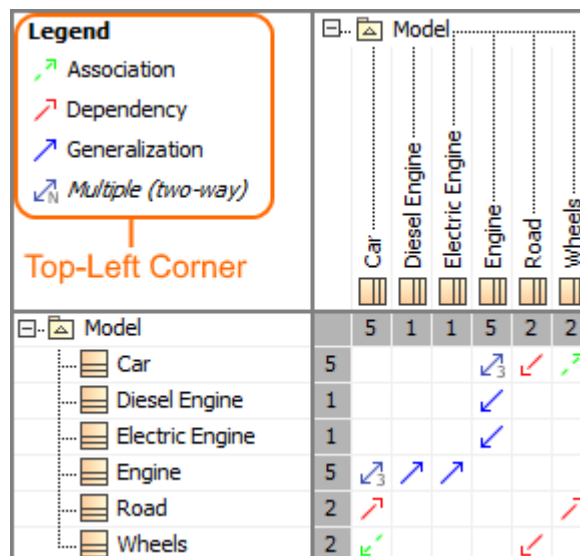 Legend
Association
Dependency
Generalization
N Multiple (two-way)
Top-Left Corner
Model
Car
Diesel Engine
Electric Engine
Engine
Road
Wheels
Model 5 1 1 5 2 2
Car 5 3
Diesel Engine 1
Electric Engine 1
Engine 5 3
Road 2
Wheels 2